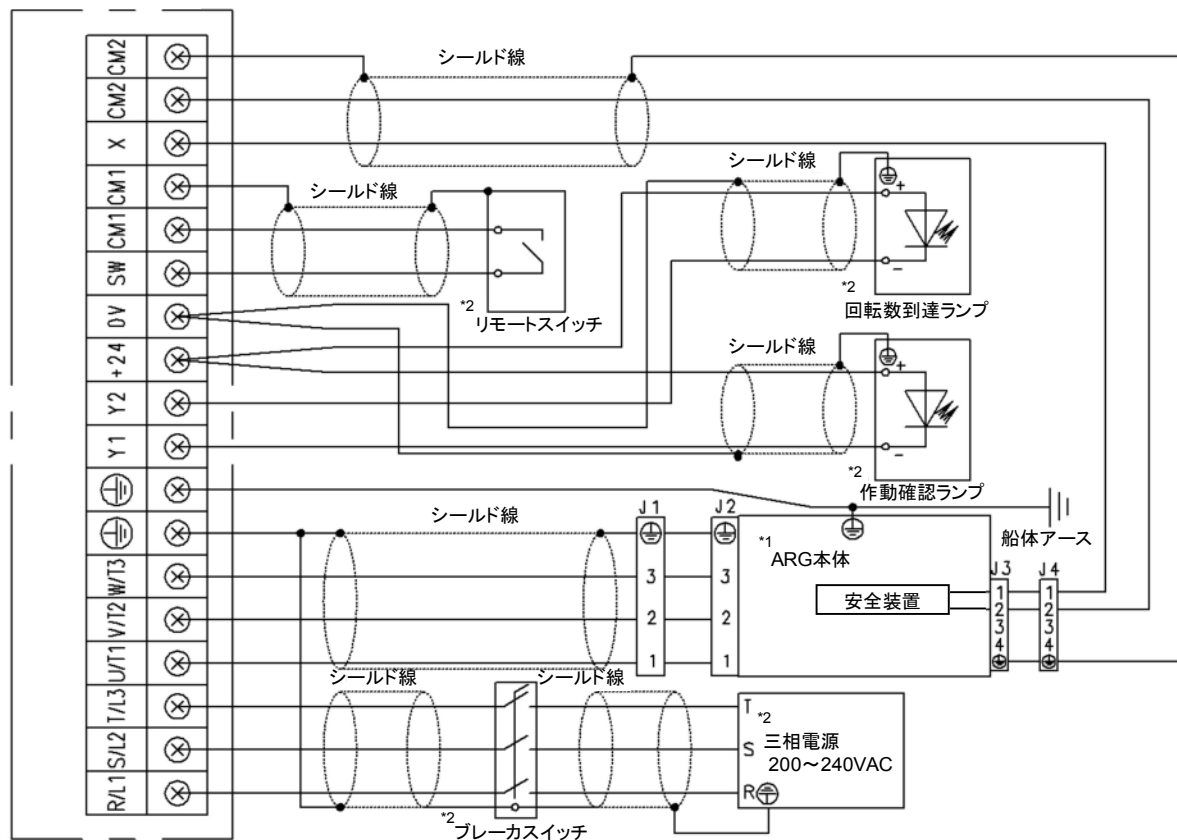 CM2
シールド線
CM2
X
シールド線
CM1
シールド線
+
CM1
SW
-
*2
*2
回転数到達ランプ
リモートスイッチ
0V
シールド線
+24
+
Y2
Y1
-
*2
作動確認ランプ
J1
J2
シールド線
*1
ARG本体
船体アース
J3
J4
W/T3
3
3
安全装置
1
1
2
2
3
3
4
4
V/T2
2
2
U/T1
1
1
シールド線
シールド線
T/L3
T
*2
三相電源
200～240VAC
S/L2
S
R/L1
R
*2
ブレーカスイッチ